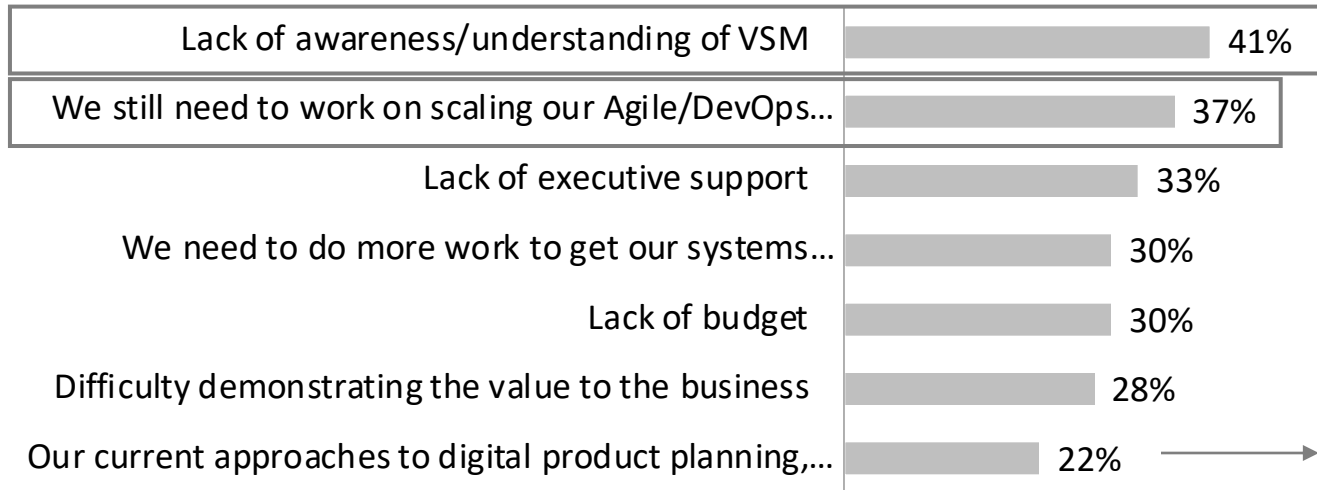 Lack of awareness/understanding of VSM 41%
We still need to work on scaling our Agile/DevOps... 37%
Lack of executive support 33%
We need to do more work to get our systems... 30%
Lack of budget 30%
Difficulty demonstrating the value to the business 28%
Our current approaches to digital product planning,... 22%